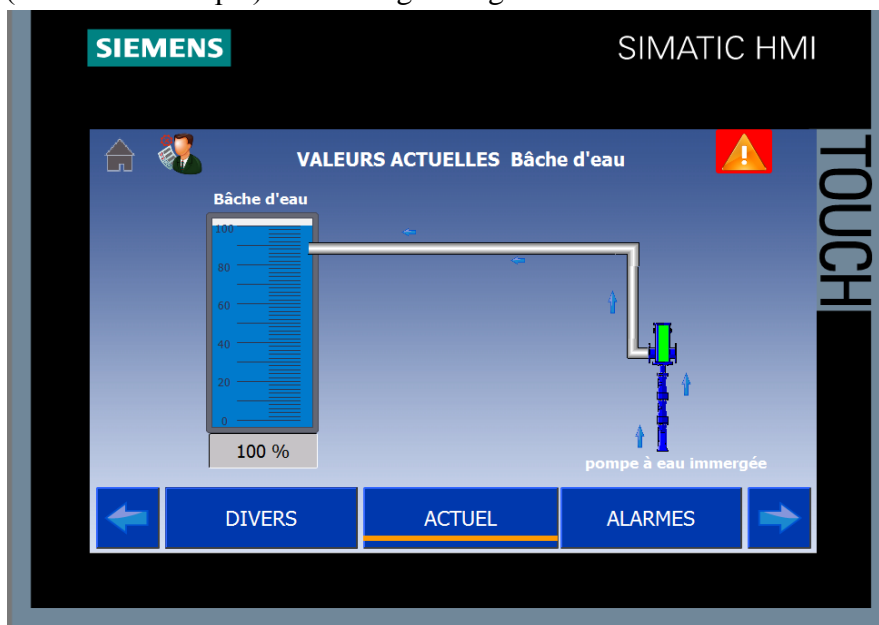 SIEMENS
SIMATIC HMI
TOUCH
VALEURS ACTUELLES Bâche d'eau
Bâche d'eau
100
80
60
40
20
0
100 %
pompe à eau immergée
DIVERS
ACTUEL
ALARMES